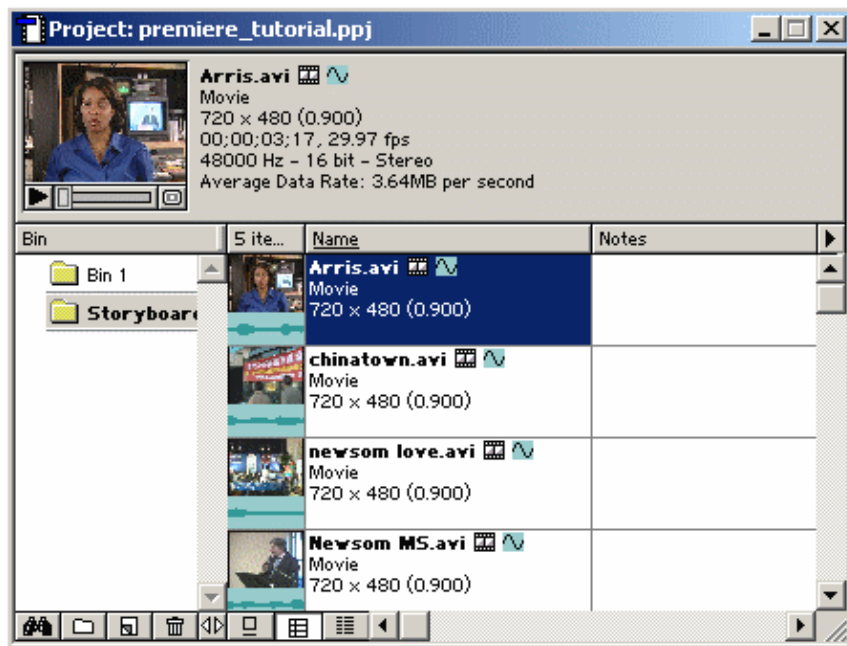 Project: premiere_tutorial.ppj
Arris.avi
Movie
720 x 480 (0.900)
00;00;03;17, 29.97 fps
48000 Hz - 16 bit - Stereo
Average Data Rate: 3.64MB per second
Bin
5 ite...
Name
Notes
Bin 1
Storyboard
Arris.avi
Movie
720 x 480 (0.900)
chinatown.avi
Movie
720 x 480 (0.900)
newsom love.avi
Movie
720 x 480 (0.900)
Newsom MS.avi
Movie
720 x 480 (0.900)